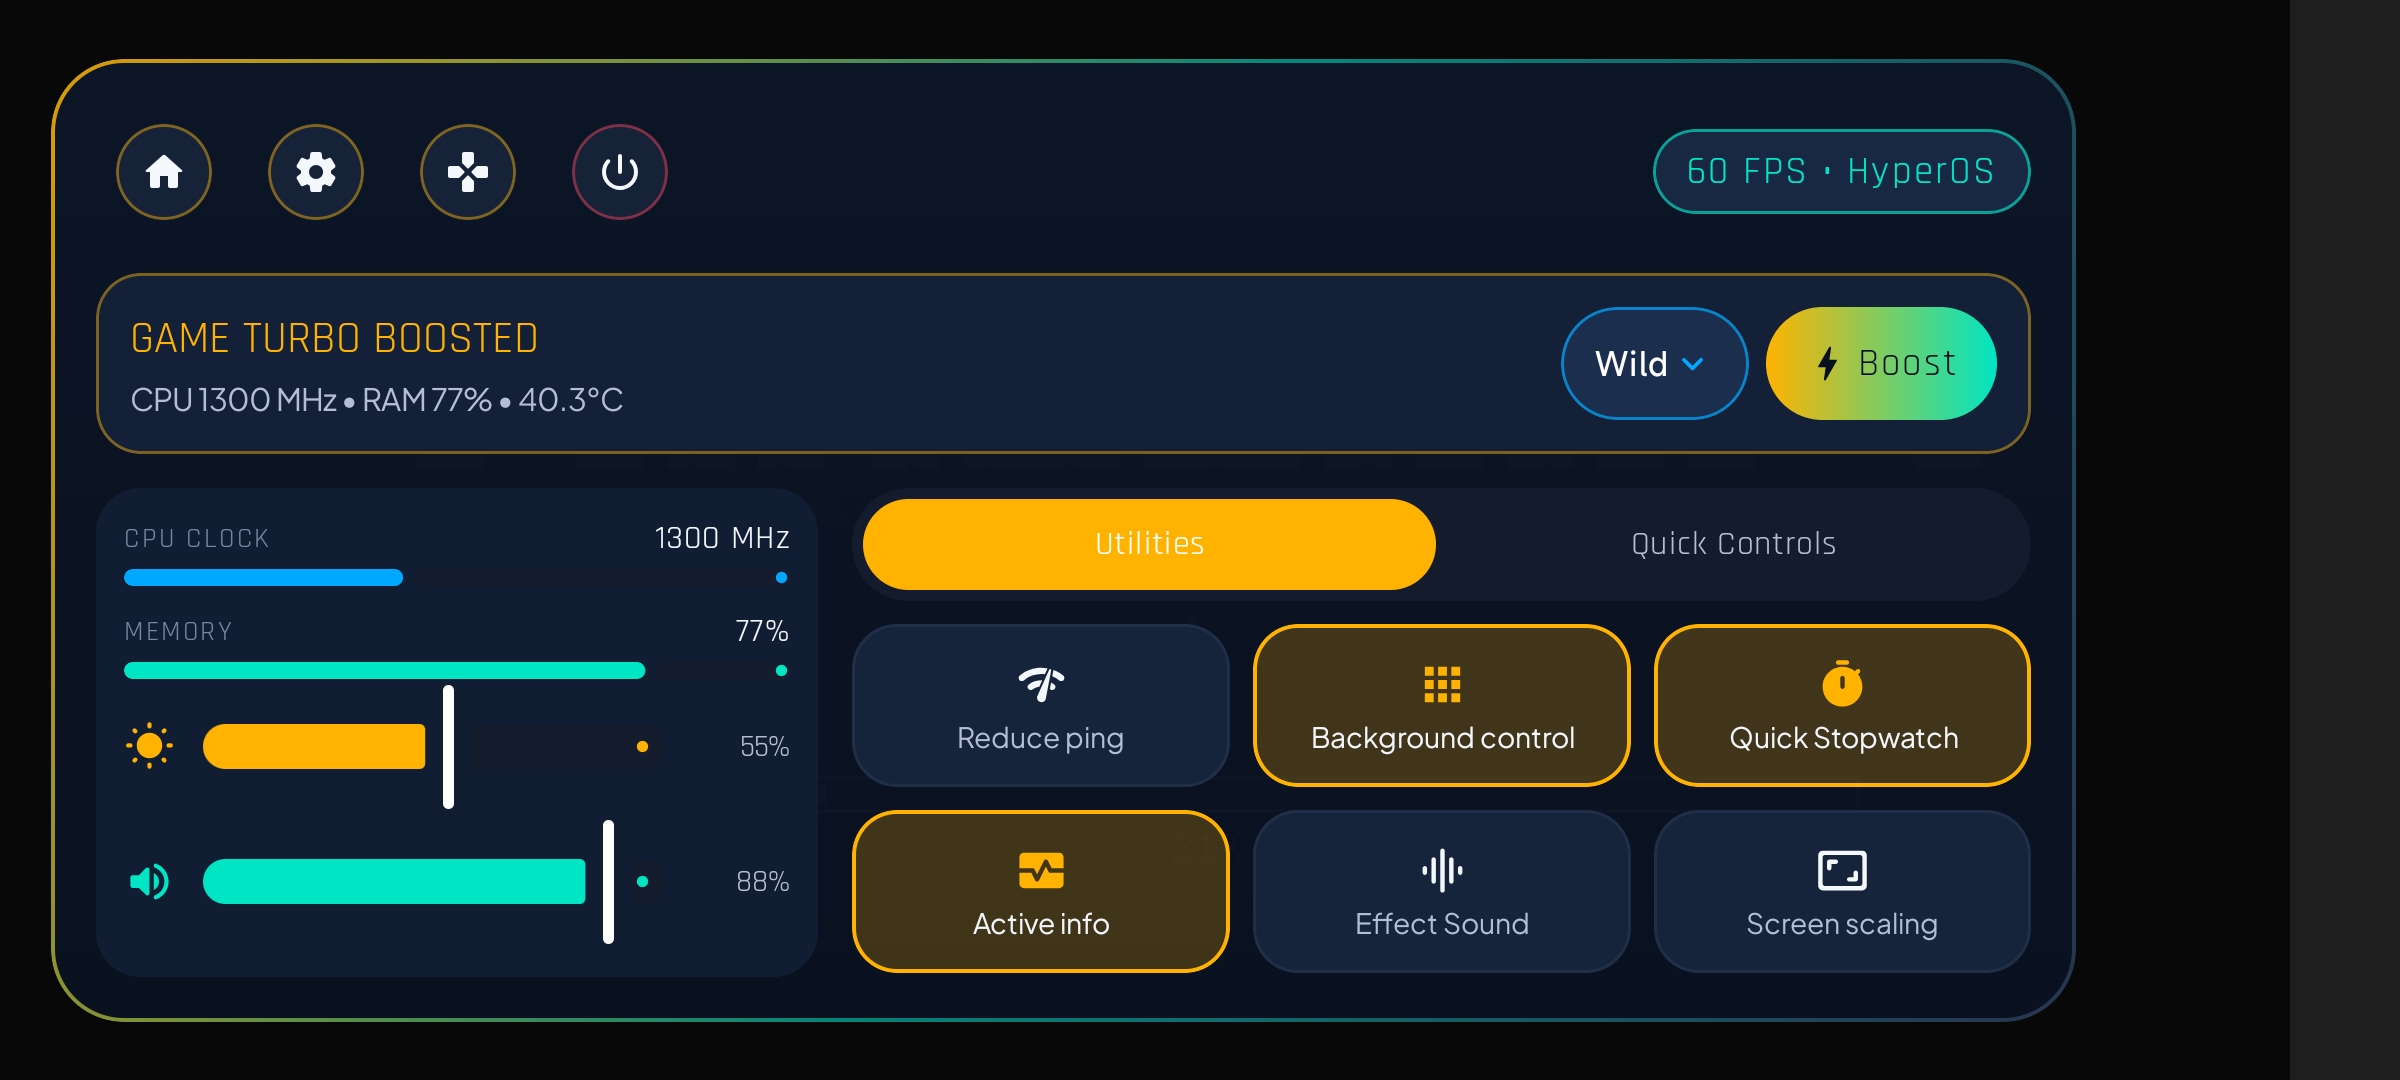 60 FPS · HyperOS
GAME TURBO BOOSTED
CPU 1300 MHz • RAM 77% • 40.3°C
Wild
Boost
CPU CLOCK 1300 MHz
MEMORY 77%
55%
88%
Utilities
Quick Controls
Reduce ping
Background control
Quick Stopwatch
Active info
Effect Sound
Screen scaling